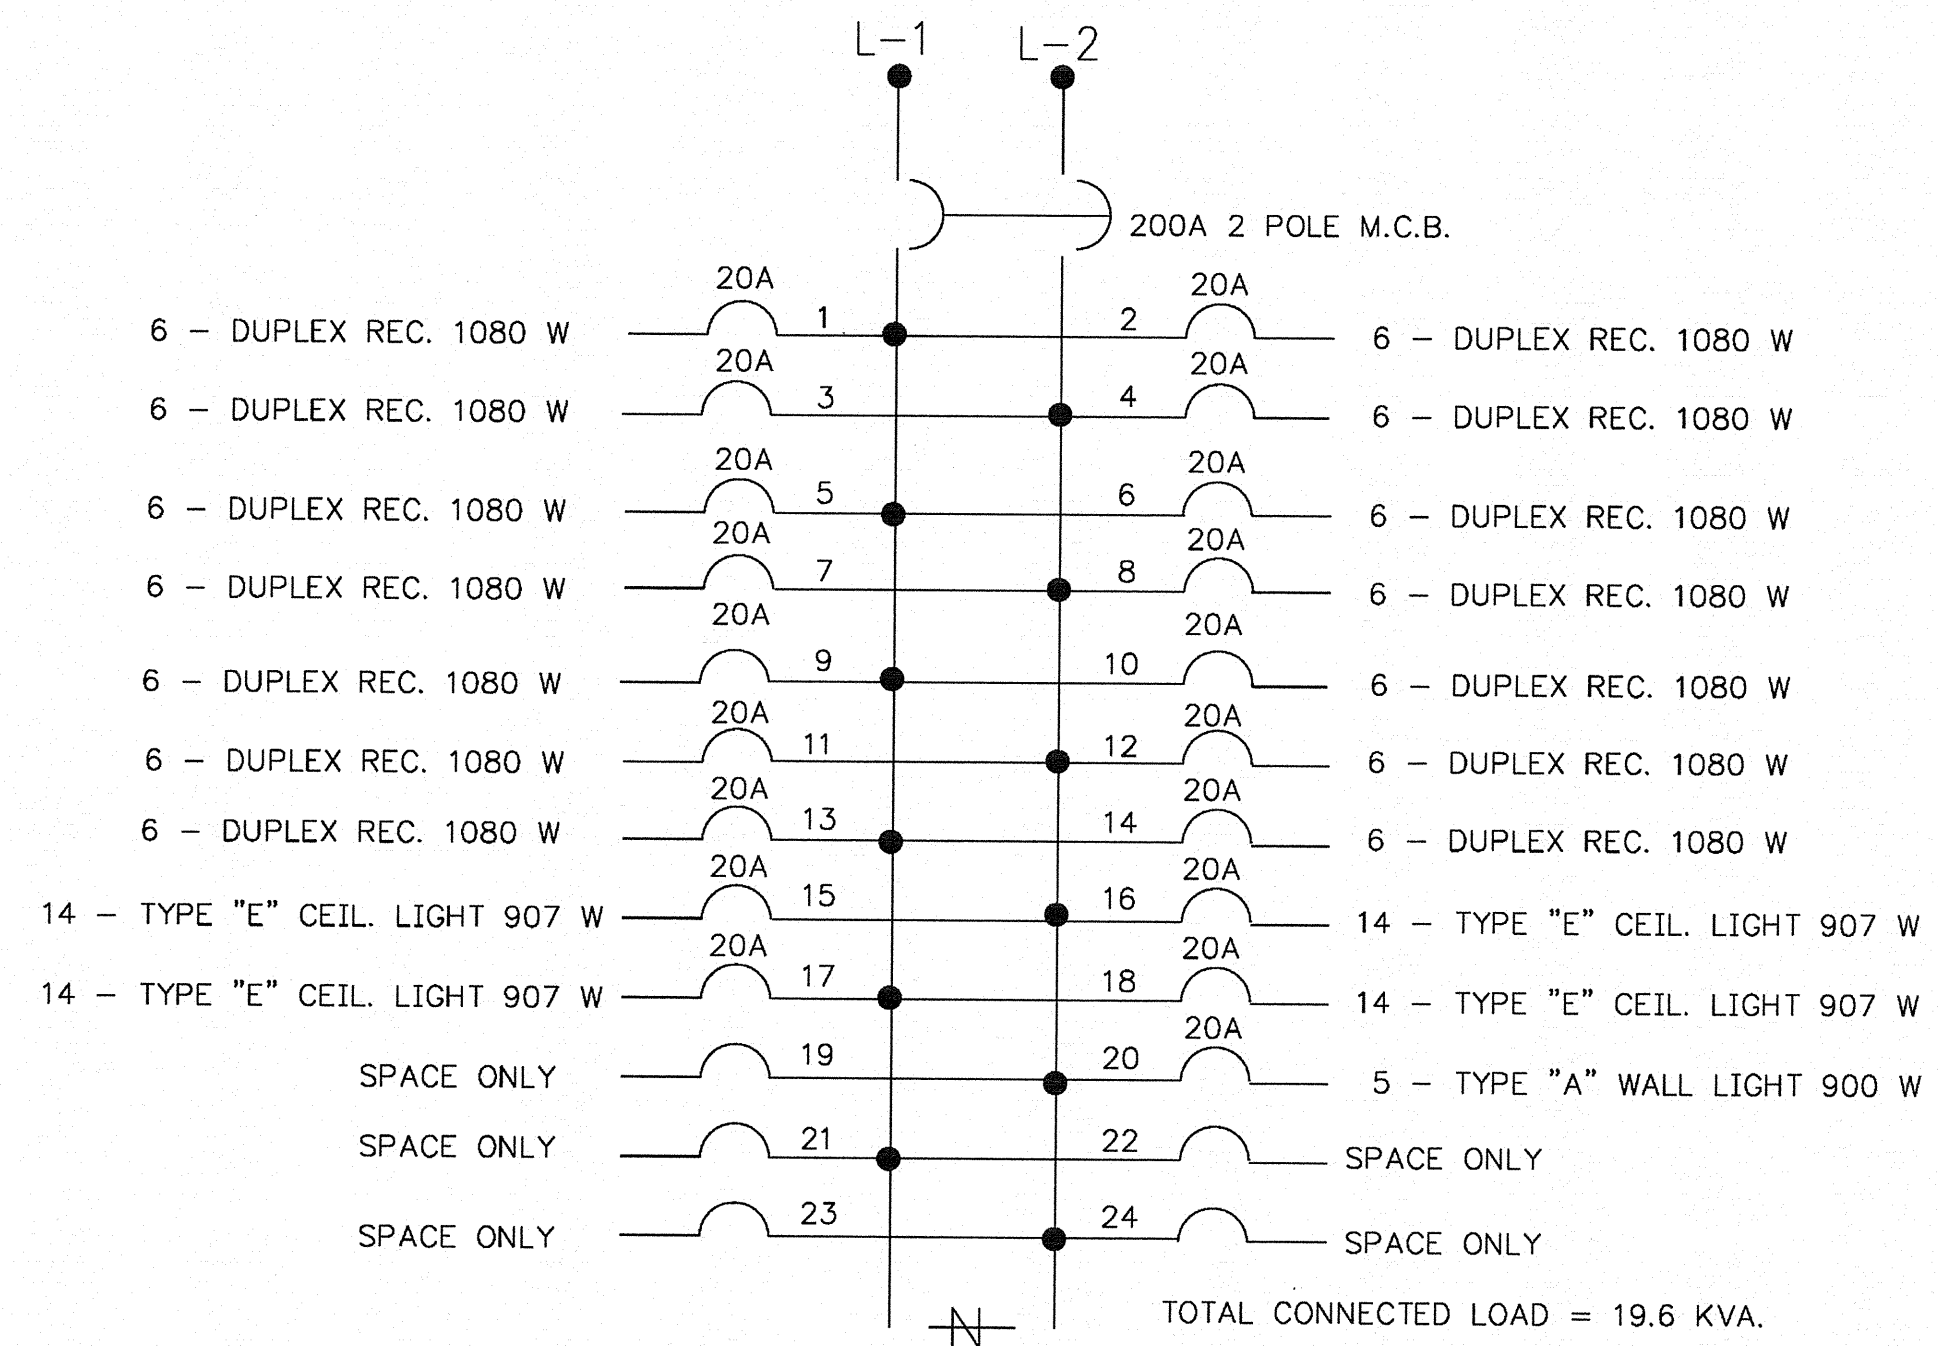 L-1 L-2
200A 2 POLE M.C.B.
20A 20A
6 - DUPLEX REC. 1080 W 1 2 6 - DUPLEX REC. 1080 W
20A 20A
6 - DUPLEX REC. 1080 W 3 4 6 - DUPLEX REC. 1080 W
20A 20A
6 - DUPLEX REC. 1080 W 5 6 6 - DUPLEX REC. 1080 W
20A 20A
6 - DUPLEX REC. 1080 W 7 8 6 - DUPLEX REC. 1080 W
20A 20A
6 - DUPLEX REC. 1080 W 9 10 6 - DUPLEX REC. 1080 W
20A 20A
6 - DUPLEX REC. 1080 W 11 12 6 - DUPLEX REC. 1080 W
20A 20A
6 - DUPLEX REC. 1080 W 13 14 6 - DUPLEX REC. 1080 W
20A 20A
14 - TYPE "E" CEIL. LIGHT 907 W 15 16 14 - TYPE "E" CEIL. LIGHT 907 W
20A 20A
14 - TYPE "E" CEIL. LIGHT 907 W 17 18 14 - TYPE "E" CEIL. LIGHT 907 W
20A
SPACE ONLY 19 20 5 - TYPE "A" WALL LIGHT 900 W
SPACE ONLY 21 22 SPACE ONLY
SPACE ONLY 23 24 SPACE ONLY
N TOTAL CONNECTED LOAD = 19.6 KVA.